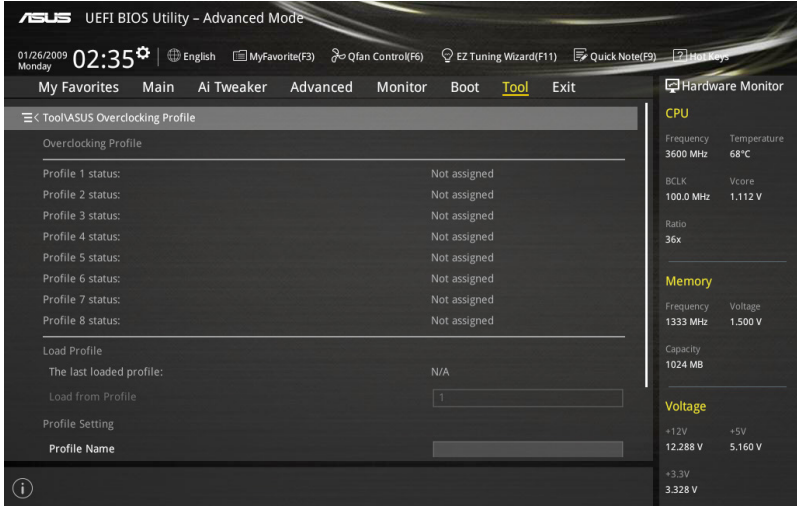 ASUS UEFI BIOS Utility – Advanced Mode
01/26/2009
Monday
02:35
English
MyFavorite(F3)
Qfan Control(F6)
EZ Tuning Wizard(F11)
Quick Note(F9)
? Hot Keys
My Favorites Main Ai Tweaker Advanced Monitor Boot Tool Exit
Tool\ASUS Overclocking Profile
Overclocking Profile
Profile 1 status: Not assigned
Profile 2 status: Not assigned
Profile 3 status: Not assigned
Profile 4 status: Not assigned
Profile 5 status: Not assigned
Profile 6 status: Not assigned
Profile 7 status: Not assigned
Profile 8 status: Not assigned
Load Profile
The last loaded profile: N/A
Load from Profile 1
Profile Setting
Profile Name
Hardware Monitor
CPU
Frequency Temperature
3600 MHz 68°C
BCLK Vcore
100.0 MHz 1.112 V
Ratio
36x
Memory
Frequency Voltage
1333 MHz 1.500 V
Capacity
1024 MB
Voltage
+12V +5V
12.288 V 5.160 V
+3.3V
3.328 V